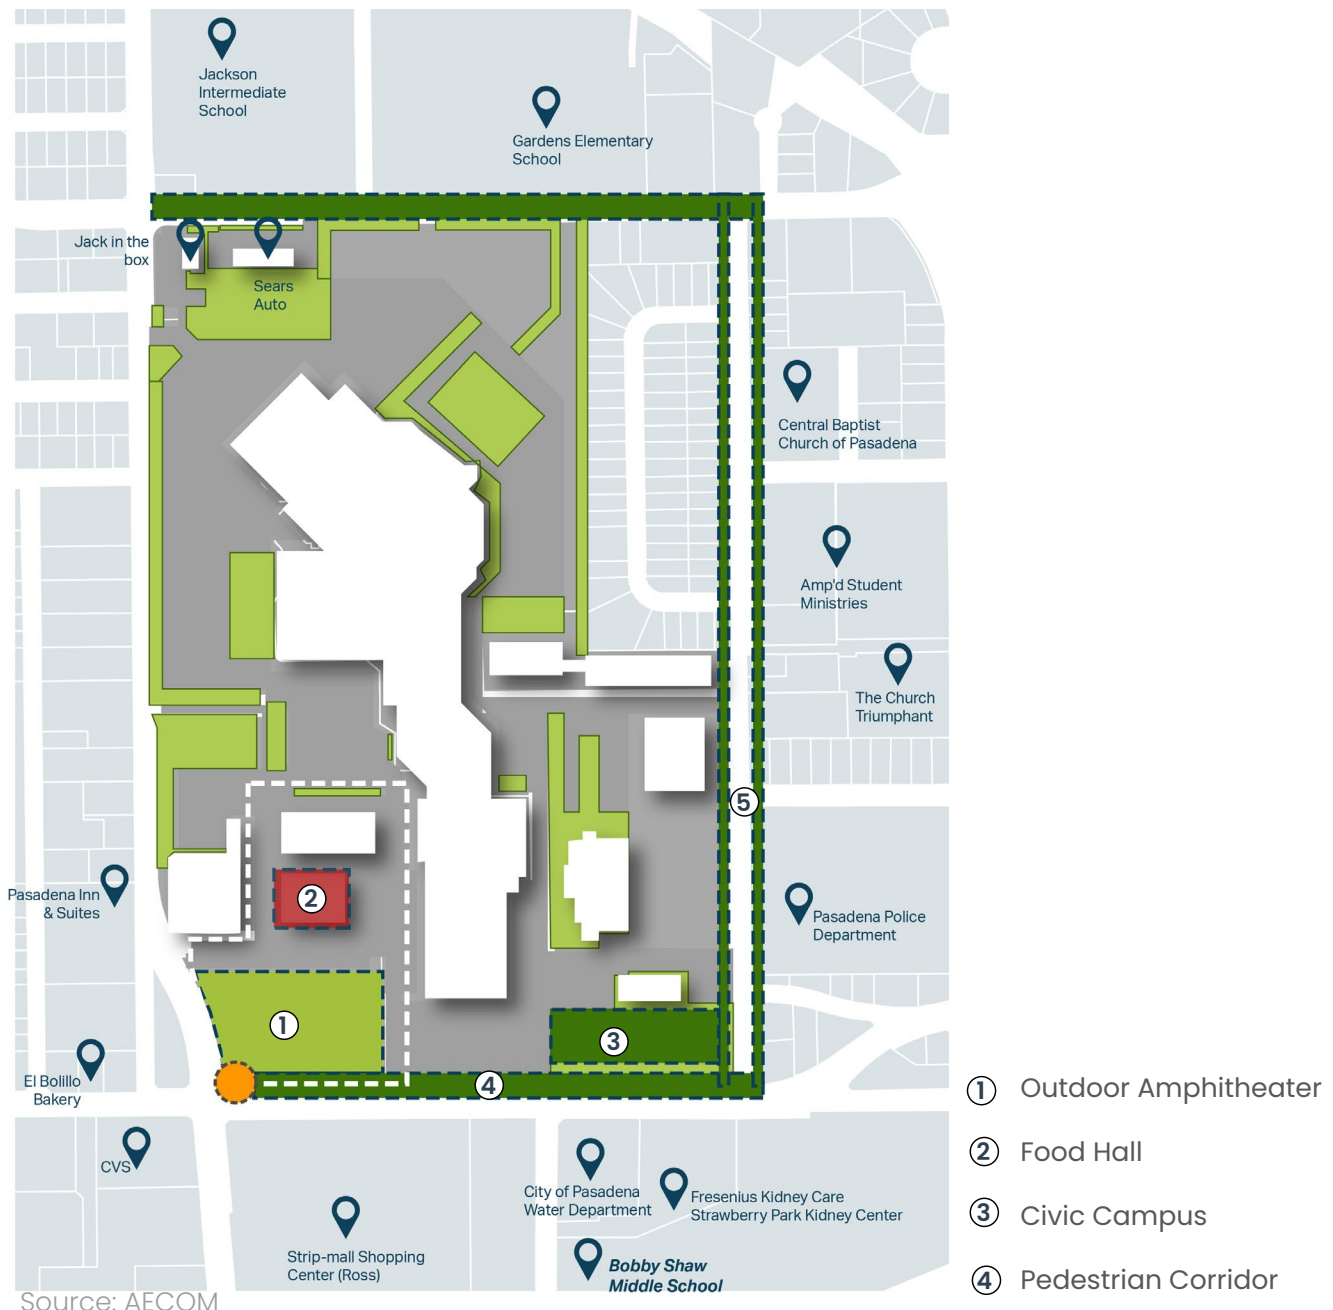 Jackson
Intermediate
School
Gardens Elementary
School
Jack in the
box
Sears
Auto
Central Baptist
Church of Pasadena
Amp'd Student
Ministries
The Church
Triumphant
5
Pasadena Inn
& Suites
2
Pasadena Police
Department
1
3
4
El Bolillo
Bakery
CVS
City of Pasadena
Water Department
Fresenius Kidney Care
Strawberry Park Kidney Center
Strip-mall Shopping
Center (Ross)
Bobby Shaw
Middle School
1 Outdoor Amphitheater
2 Food Hall
3 Civic Campus
4 Pedestrian Corridor
Source: AECOM